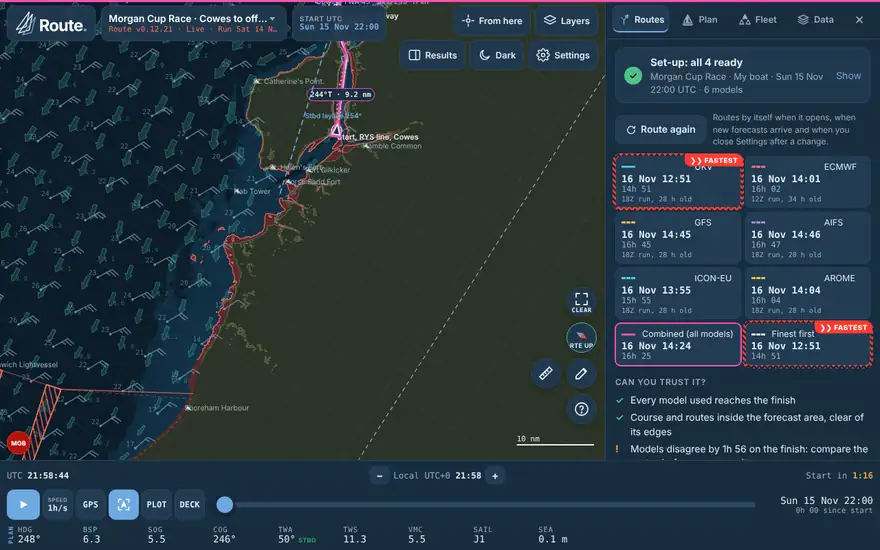 Route.
Morgan Cup Race · Cowes to off...
Route v0.12.21 · Live · Run Sat 14 N…
START UTC
Sun 15 Nov 22:00
From here
Layers
Results
Dark
Settings
way
St Catherine's Point.
244°T · 9.2 nm
Start, RYS line, Cowes
Hamble Common
Gilkicker
Nab Tower
Shoreham Harbour
Lightvessel
CLEAR
RTE UP
10 nm
MOB
Routes
Plan
Fleet
Data
Set-up: all 4 ready
Morgan Cup Race · My boat · Sun 15 Nov
22:00 UTC · 6 models
Show
Route again
Routes by itself when it opens, when
new forecasts arrive and when you
close Settings after a change.
FASTEST
UKV
16 Nov 12:51
14h 51
18Z run, 28 h old
ECMWF
16 Nov 14:01
16h 02
12Z run, 34 h old
GFS
16 Nov 14:45
16h 45
18Z run, 28 h old
AIFS
16 Nov 14:46
16h 47
18Z run, 28 h old
ICON-EU
16 Nov 13:55
15h 55
18Z run, 28 h old
AROME
16 Nov 14:04
16h 04
18Z run, 28 h old
Combined (all models)
16 Nov 14:24
16h 25
FASTEST
Finest first
16 Nov 12:51
14h 51
CAN YOU TRUST IT?
Every model used reaches the finish
Course and routes inside the forecast area, clear of
its edges
! Models disagree by 1h 56 on the finish: compare the
UTC 21:58:44
− Local UTC+0 21:58 +
Start in 1:16
SPEED
1h/s
GPS
A
PLOT
DECK
Sun 15 Nov 22:00
0h 00 since start
PLAN
HDG
248°
BSP
6.3
SOG
5.5
COG
246°
TWA
50° STBD
TWS
11.3
VMC
5.5
SAIL
J1
SEA
0.1 m